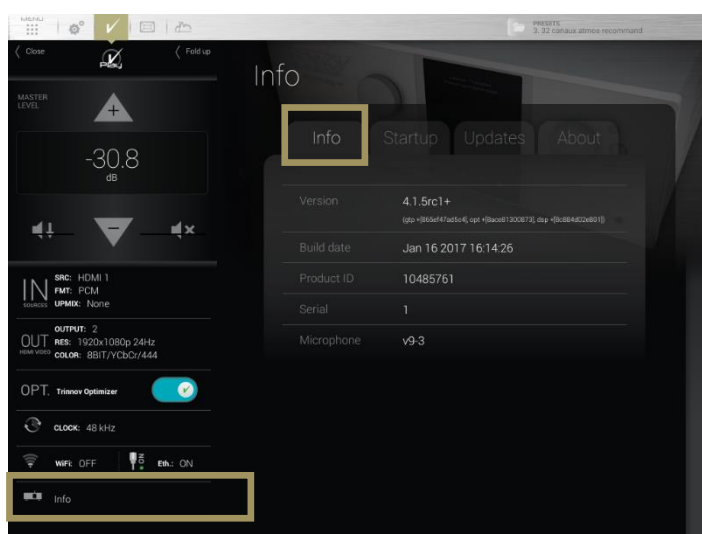 MENU
PRESETS
3. 32 canaux atmos recommand
Close
Play
Fold up
MASTER
LEVEL
+
-30.8
dB
IN
SOURCES
SRC: HDMI 1
FMT: PCM
UPMIX: None
OUT
HDMI VIDEO
OUTPUT: 2
RES: 1920x1080p 24Hz
COLOR: 8BIT/YCbCr/444
OPT. Trinnov Optimizer
CLOCK: 48 kHz
WiFi: OFF
ON
Eth.: ON
Info
Info
Info Startup Updates About
Version 4.1.5rc1+
Build date Jan 16 2017 16:14:26
Product ID 10485761
Serial 1
Microphone v9-3